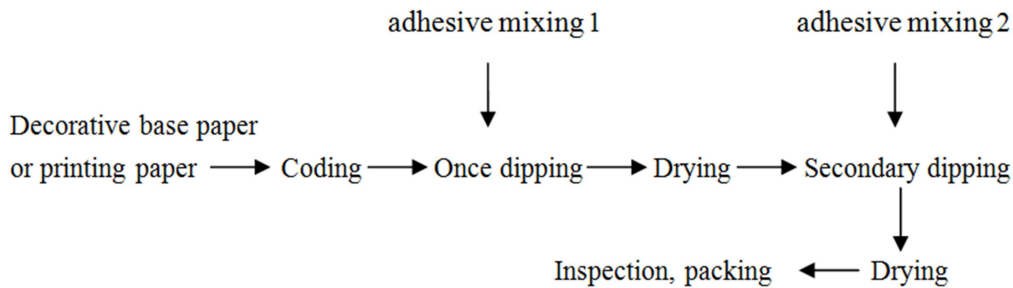 adhesive mixing 1
adhesive mixing 2
Decorative base paper
or printing paper
Coding
Once dipping
Drying
Secondary dipping
Inspection, packing
Drying